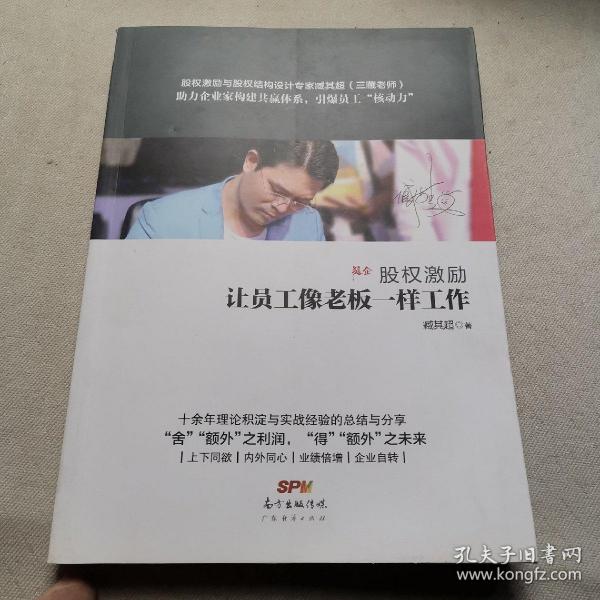 股权激励与股权结构设计专家臧其超（三藏老师）
助力企业家构建共赢体系，引爆员工“核动力”
股权激励
让员工像老板一样工作
臧其超◎著
十余年理论积淀与实战经验的总结与分享
“舍”“额外”之利润，“得”“额外”之未来
|上下同欲|内外同心|业绩倍增|企业自转|
SPM
南方出版传媒
广东经济出版社
孔夫子旧书网
www.kongfz.com